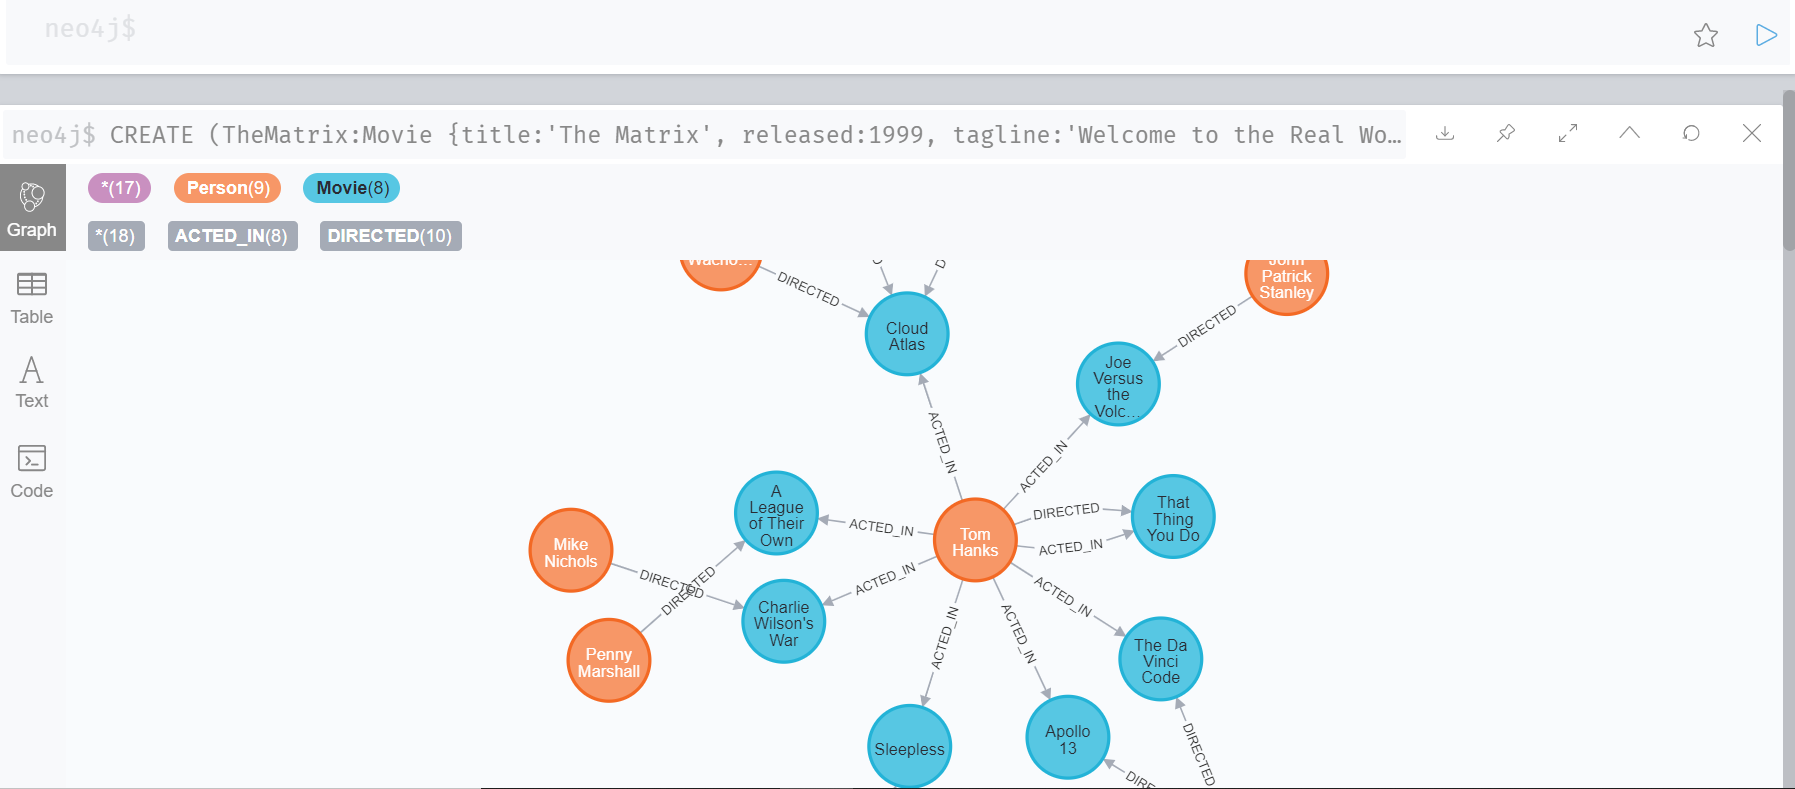 neo4j$
neo4j$ CREATE (TheMatrix:Movie {title:'The Matrix', released:1999, tagline:'Welcome to the Real Wo…
*(17) Person(9) Movie(8)
*(18) ACTED_IN(8) DIRECTED(10)
Graph
Table
Text
Code
Wacho…
DIRECTED
D
John
Patrick
Stanley
DIRECTED
Cloud
Atlas
Joe
Versus
the
Volc…
ACTED_IN
ACTED_IN
A
League
of Their
Own
ACTED_IN
Tom
Hanks
DIRECTED
ACTED_IN
That
Thing
You Do
Mike
Nichols
DIRECTED
DIRECTED
ACTED_IN
Charlie
Wilson's
War
Penny
Marshall
ACTED_IN
ACTED_IN
ACTED_IN
The Da
Vinci
Code
Sleepless
Apollo
13
DIRECTED
DIRE